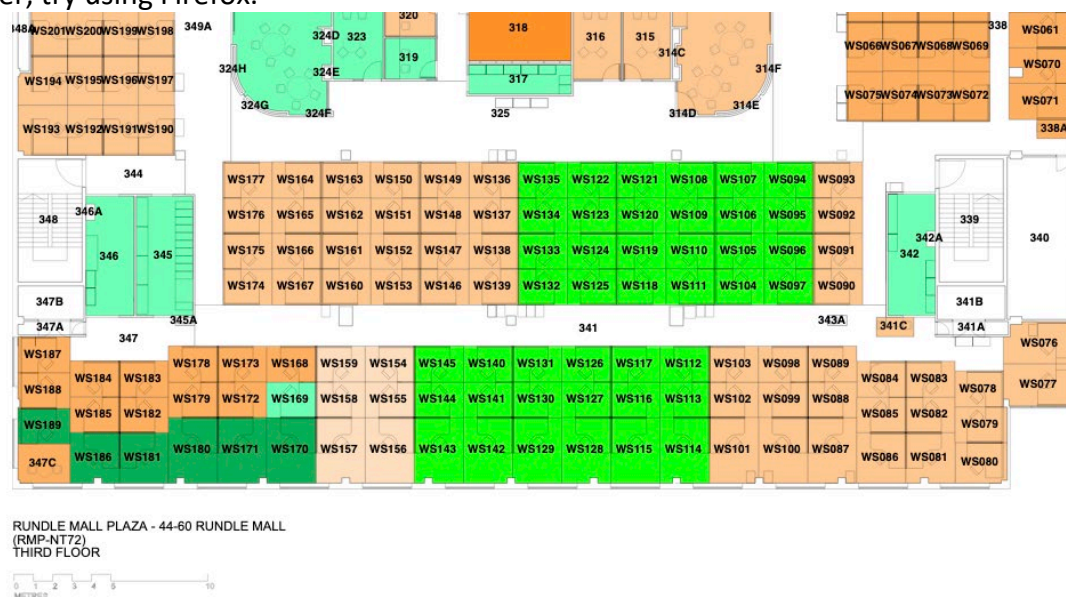 er, try using Firefox.
348A WS201 WS200 WS199 WS198 349A 324D 323 320 318 316 315 314C 338 WS061
324H 324E 319 317 314F WS066 WS067 WS068 WS069
WS194 WS195 WS196 WS197 WS070
324G 324F 325 314D 314E WS075 WS074 WS073 WS072 WS071
WS193 WS192 WS191 WS190 338A
344 WS177 WS164 WS163 WS150 WS149 WS136 WS135 WS122 WS121 WS108 WS107 WS094 WS093
348 346A WS176 WS165 WS162 WS151 WS148 WS137 WS134 WS123 WS120 WS109 WS106 WS095 WS092 339 340
346 345 WS175 WS166 WS161 WS152 WS147 WS138 WS133 WS124 WS119 WS110 WS105 WS096 WS091 342 342A
WS174 WS167 WS160 WS153 WS146 WS139 WS132 WS125 WS118 WS111 WS104 WS097 WS090
347B 341B
347A 345A 341 343A 341C 341A
347 WS076
WS187 WS178 WS173 WS168 WS159 WS154 WS145 WS140 WS131 WS126 WS117 WS112 WS103 WS098 WS089
WS184 WS183 WS084 WS083
WS188 WS179 WS172 WS169 WS158 WS155 WS144 WS141 WS130 WS127 WS116 WS113 WS102 WS099 WS088 WS078 WS077
WS185 WS182 WS085 WS082
WS189 WS079
WS180 WS171 WS170 WS157 WS156 WS143 WS142 WS129 WS128 WS115 WS114 WS101 WS100 WS087
347C WS186 WS181 WS086 WS081 WS080
RUNDLE MALL PLAZA - 44-60 RUNDLE MALL
(RMP-NT72)
THIRD FLOOR
0 1 2 3 4 5 10
METRES